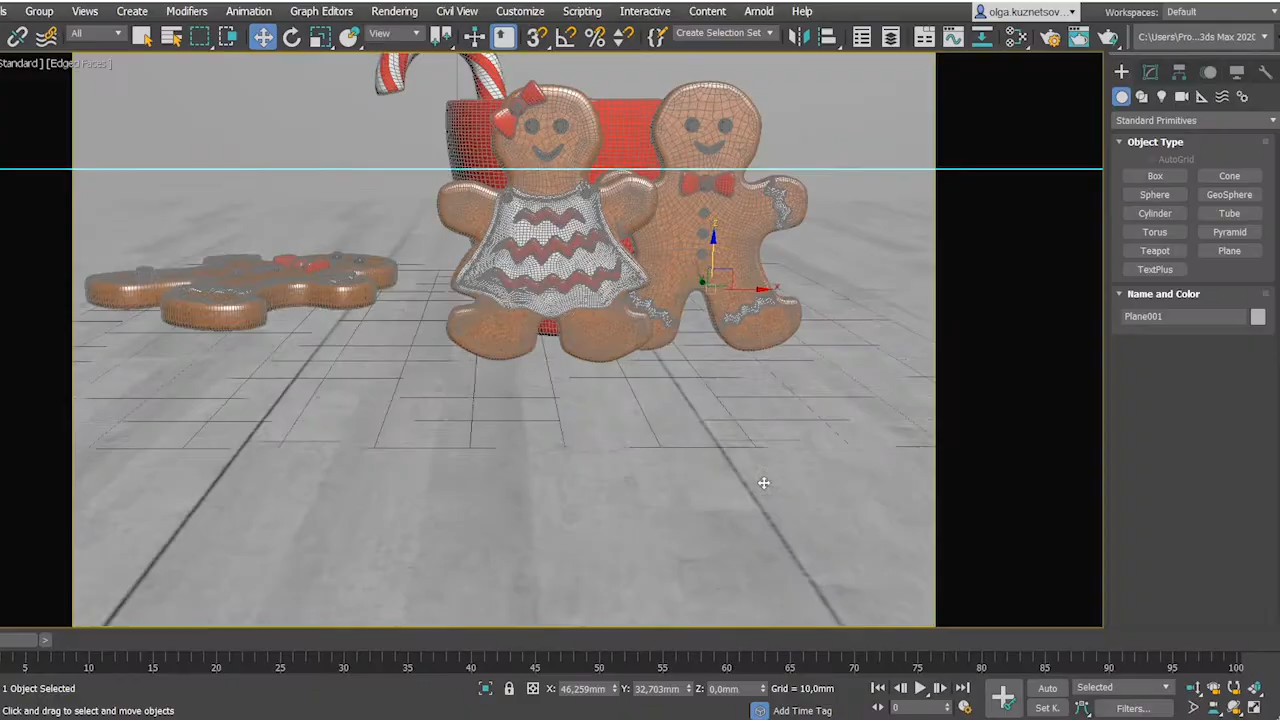 ls Group Views Create Modifiers Animation Graph Editors Rendering Civil View Customize Scripting Interactive Content Arnold Help olga.kuznetsov... Workspaces: Default
All View 3 Create Selection Set C:\Users\Pro...3ds Max 2020
Standard ] [Edged Faces ]
Standard Primitives
Object Type
AutoGrid
Box Cone
Sphere GeoSphere
Cylinder Tube
Torus Pyramid
Teapot Plane
TextPlus
Name and Color
Plane001
>
5 10 15 20 25 30 35 40 45 50 55 60 65 70 75 80 85 90 95 100
1 Object Selected X: 46,259mm Y: 32,703mm Z: 0,0mm Grid = 10,0mm Auto Selected
Click and drag to select and move objects Add Time Tag 0 Set K. Filters...
z
x